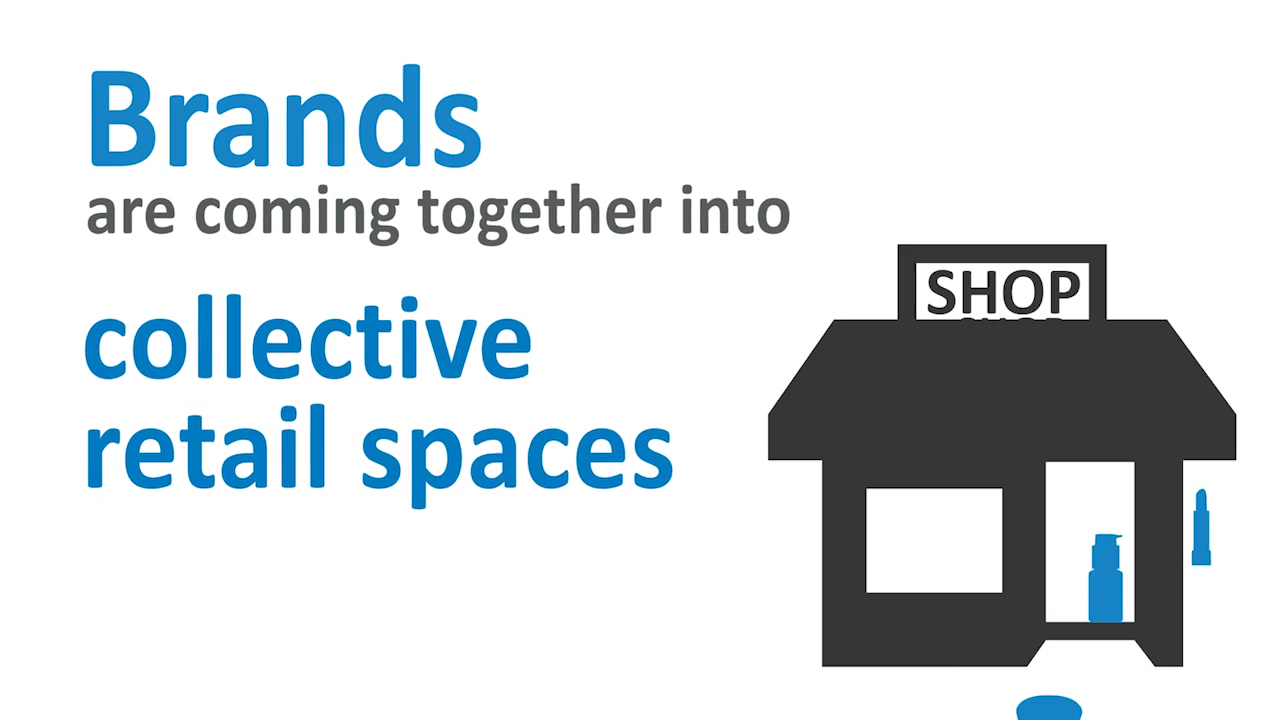 Brands
are coming together into
collective
retail spaces
SHOP